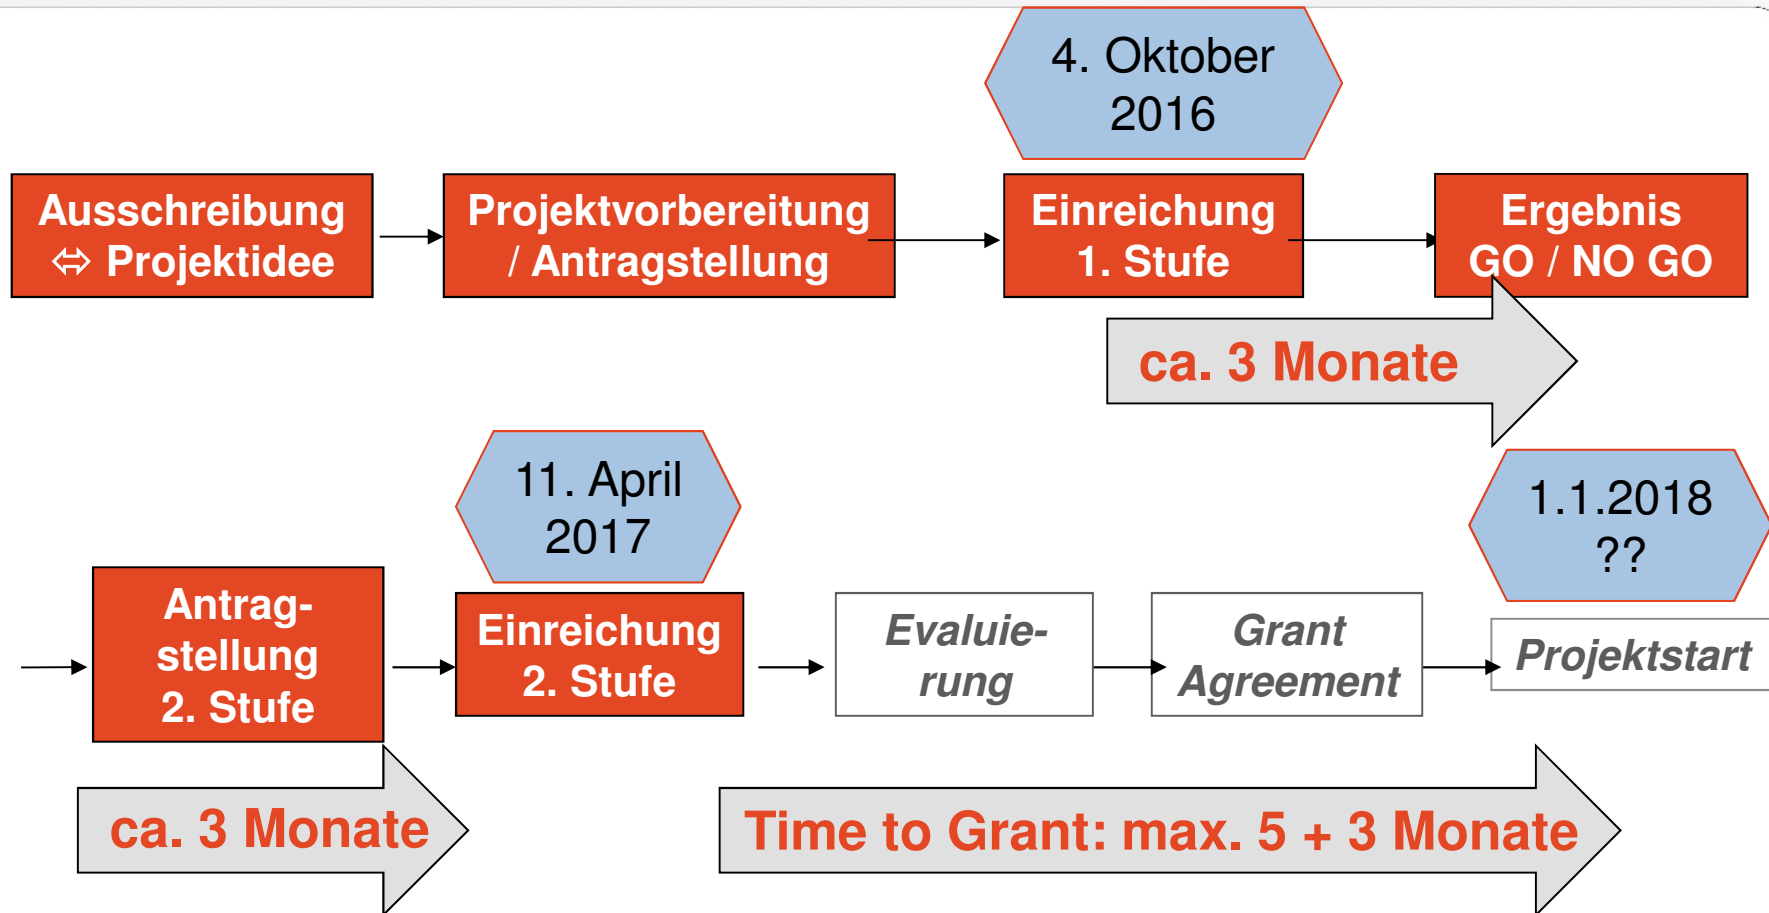 4. Oktober
2016
Ausschreibung
⇔ Projektidee
Projektvorbereitung
/ Antragstellung
Einreichung
1. Stufe
Ergebnis
GO / NO GO
ca. 3 Monate
11. April
2017
1.1.2018
??
Antrag-
stellung
2. Stufe
Einreichung
2. Stufe
Evaluie-
rung
Grant
Agreement
Projektstart
ca. 3 Monate
Time to Grant: max. 5 + 3 Monate